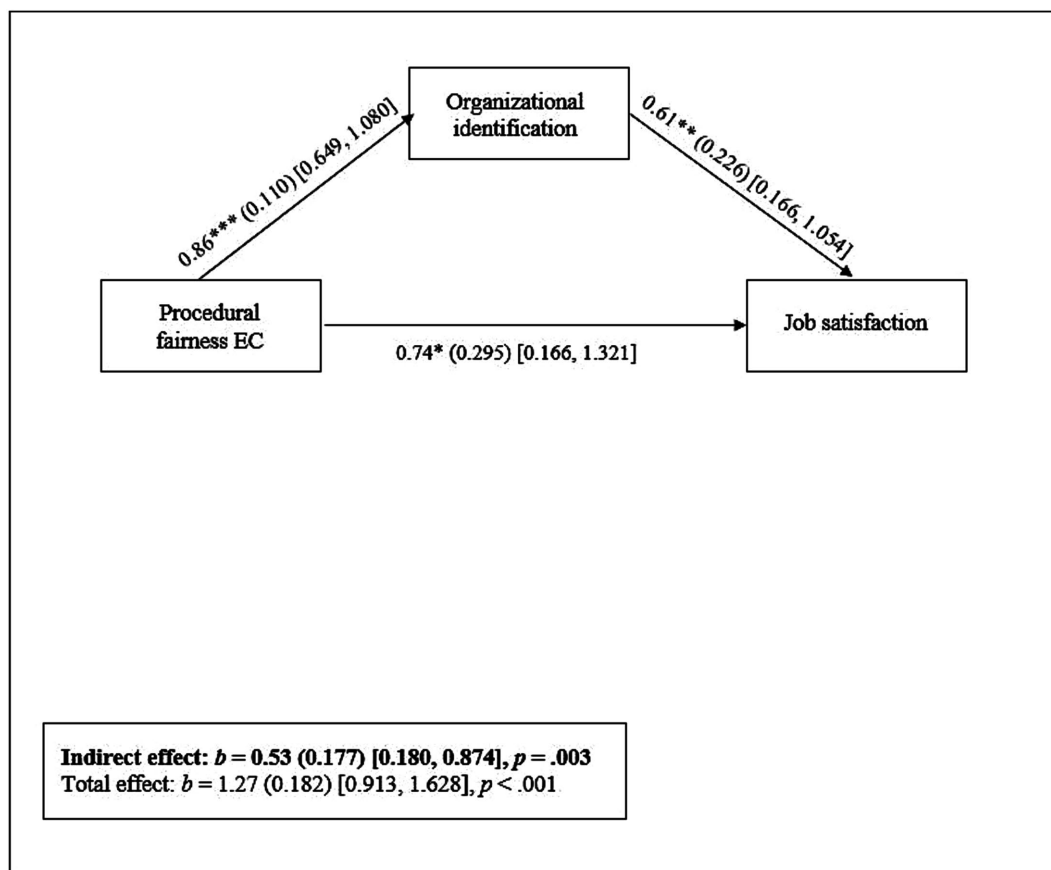 Organizational
identification
0.86*** (0.110) [0.649, 1.080]
0.61** (0.226) [0.166, 1.054]
Procedural
fairness EC
Job satisfaction
0.74* (0.295) [0.166, 1.321]
Indirect effect: b = 0.53 (0.177) [0.180, 0.874], p = .003
Total effect: b = 1.27 (0.182) [0.913, 1.628], p < .001